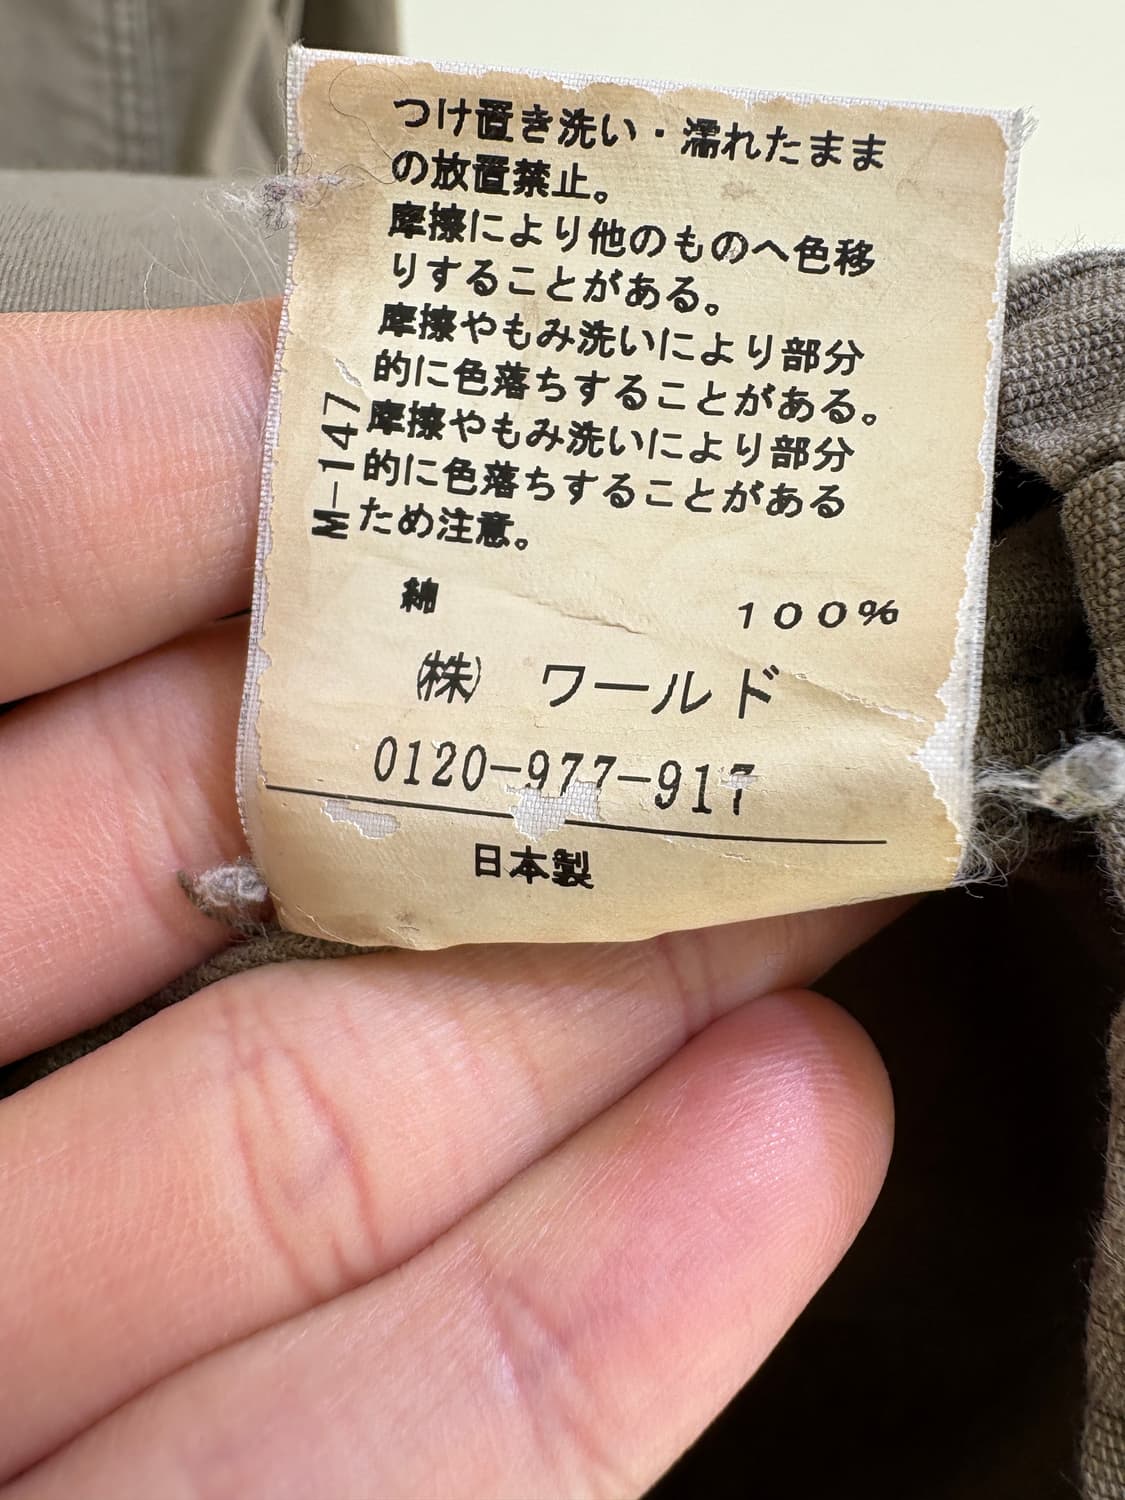 つけ置き洗い・濡れたまま
の放置禁止。
摩擦により他のものへ色移
りすることがある。
摩擦やもみ洗いにより部分
的に色落ちすることがある。
摩擦やもみ洗いにより部分
的に色落ちすることがある
ため注意。
M-147
綿 100%
㈱ ワールド
0120-977-917
日本製